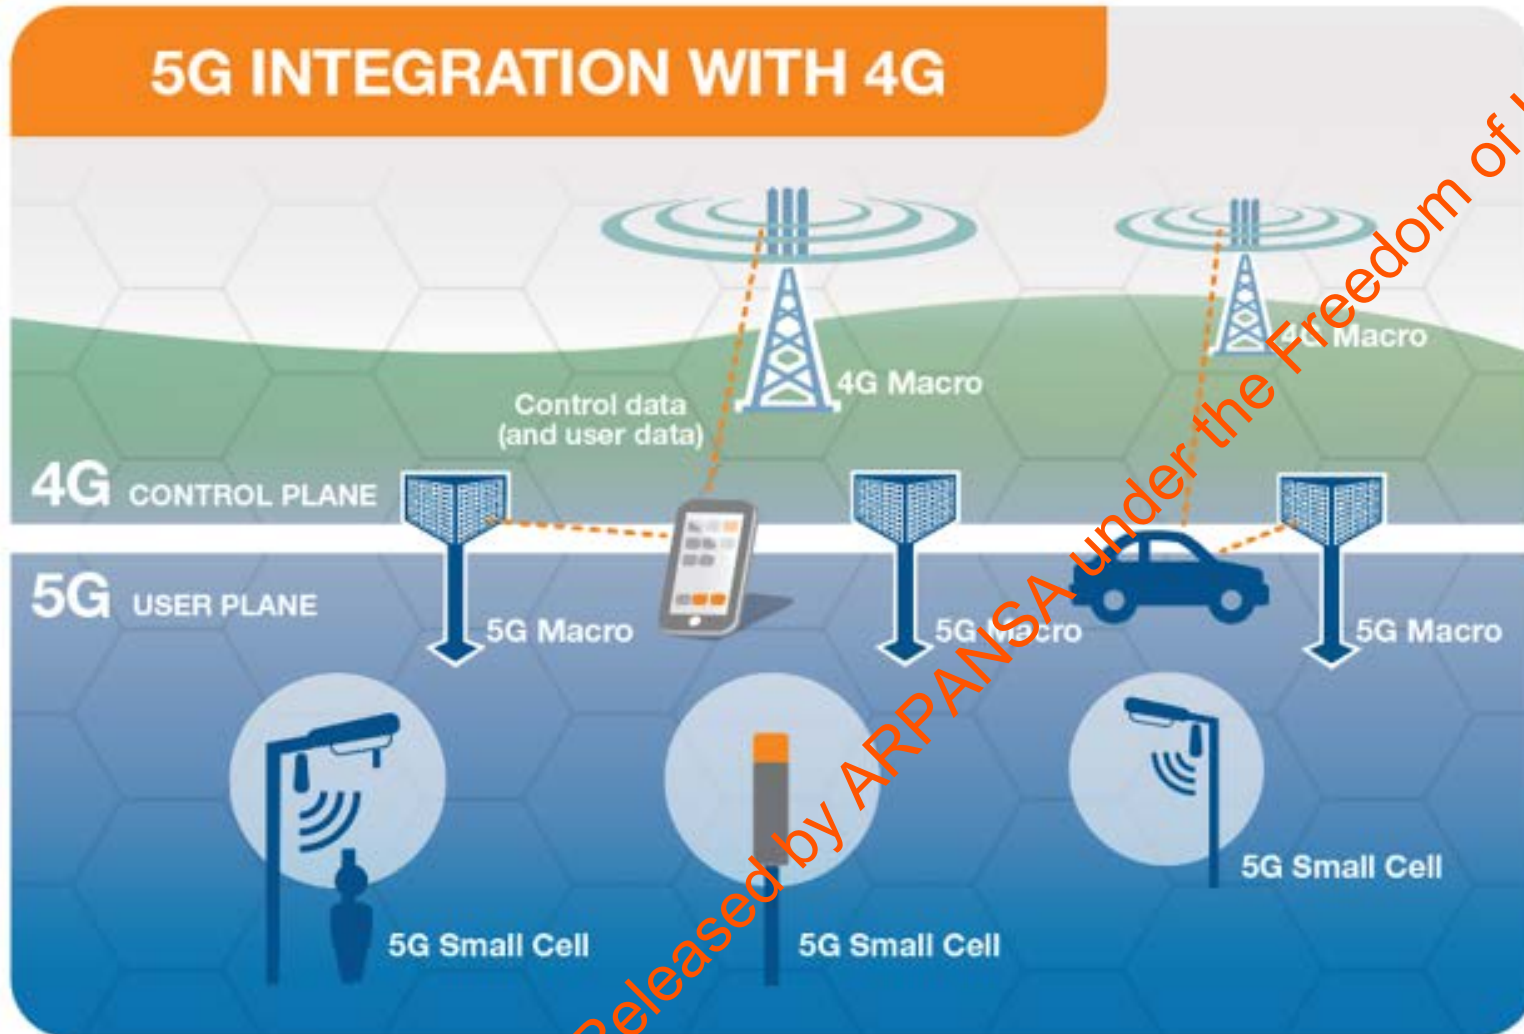 5G INTEGRATION WITH 4G
4G Macro
4G Macro
Control data
(and user data)
4G CONTROL PLANE
5G USER PLANE
5G Macro
5G Macro
5G Macro
5G Small Cell
5G Small Cell
5G Small Cell
Released by ARPANSA under the Freedom of